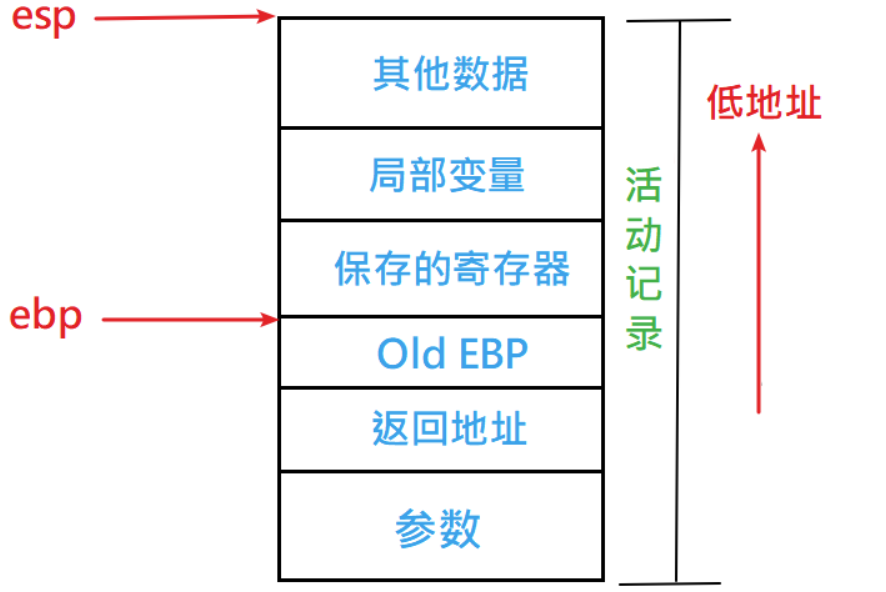 esp
其他数据
低地址
局部变量
活动记录
保存的寄存器
ebp
Old EBP
返回地址
参数